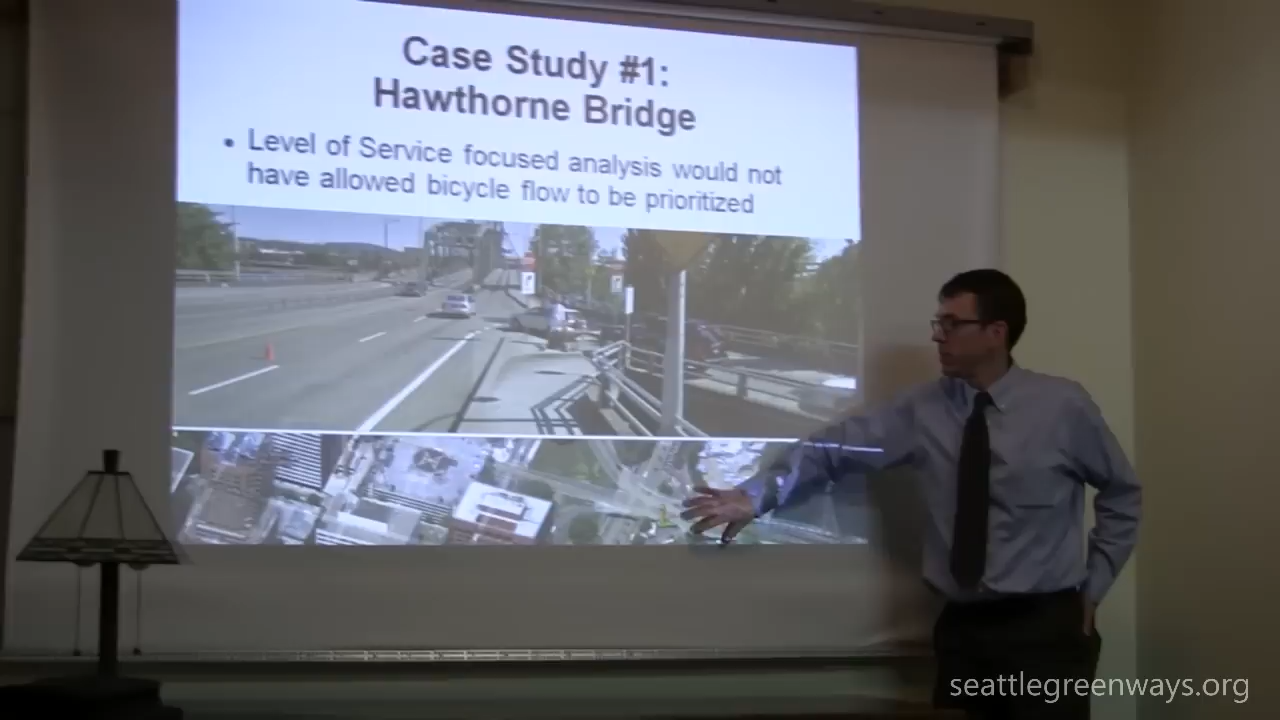 Case Study #1:
Hawthorne Bridge
• Level of Service focused analysis would not
have allowed bicycle flow to be prioritized
seattlegreenways.org